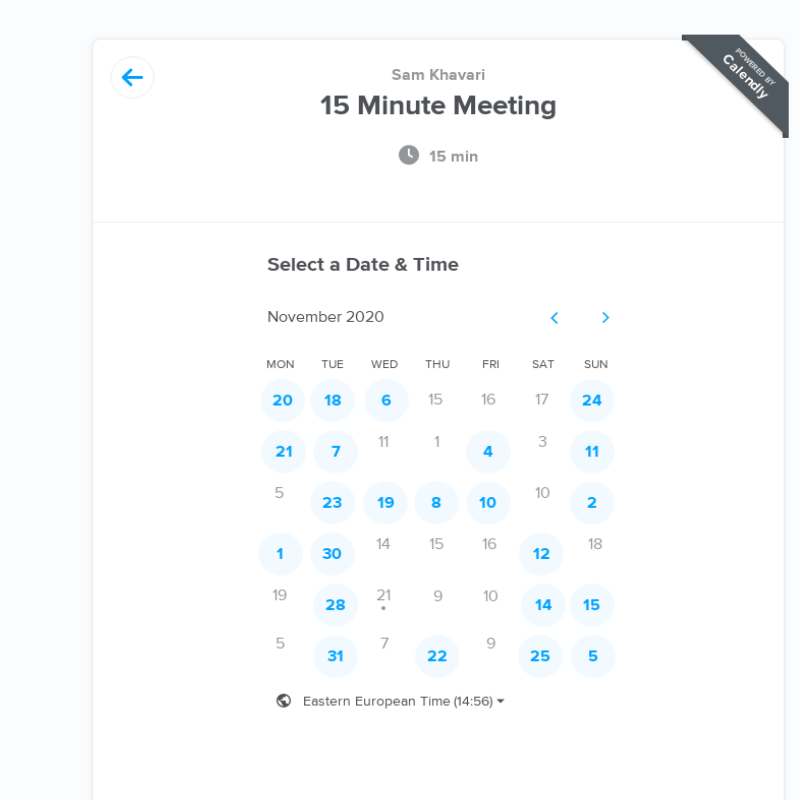 POWERED BY
Calendly
Sam Khavari
15 Minute Meeting
15 min
Select a Date & Time
November 2020
MON TUE WED THU FRI SAT SUN
20 18 6 15 16 17 24
21 7 11 1 4 3 11
5 23 19 8 10 10 2
1 30 14 15 16 12 18
19 28 21 9 10 14 15
5 31 7 22 9 25 5
Eastern European Time (14:56)